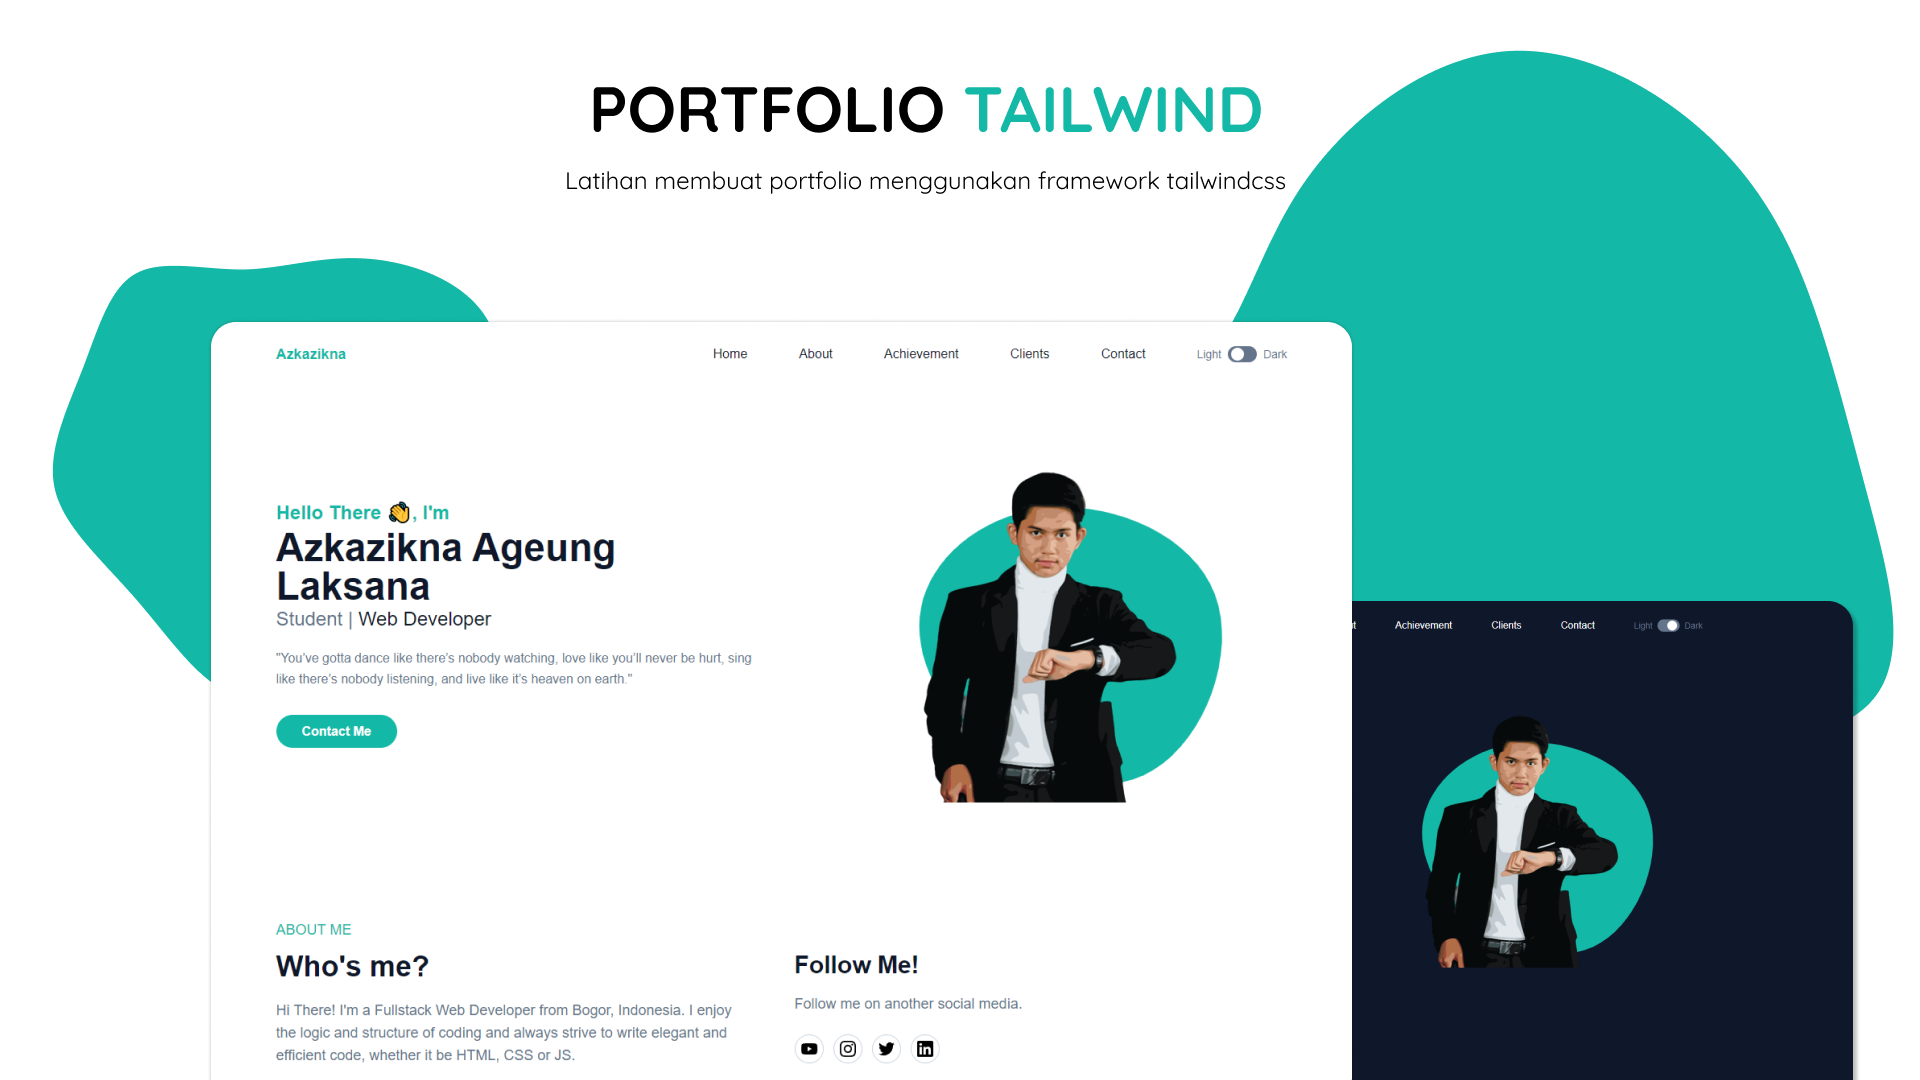 PORTFOLIO TAILWIND
Latihan membuat portfolio menggunakan framework tailwindcss
Azkazikna
Home
About
Achievement
Clients
Contact
Light
Dark
Hello There 👋, I'm
Azkazikna Ageung
Laksana
Student | Web Developer
"You’ve gotta dance like there’s nobody watching, love like you’ll never be hurt, sing
like there’s nobody listening, and live like it’s heaven on earth."
Contact Me
ABOUT ME
Who's me?
Hi There! I'm a Fullstack Web Developer from Bogor, Indonesia. I enjoy
the logic and structure of coding and always strive to write elegant and
efficient code, whether it be HTML, CSS or JS.
Follow Me!
Follow me on another social media.
Achievement
Clients
Contact
Light
Dark